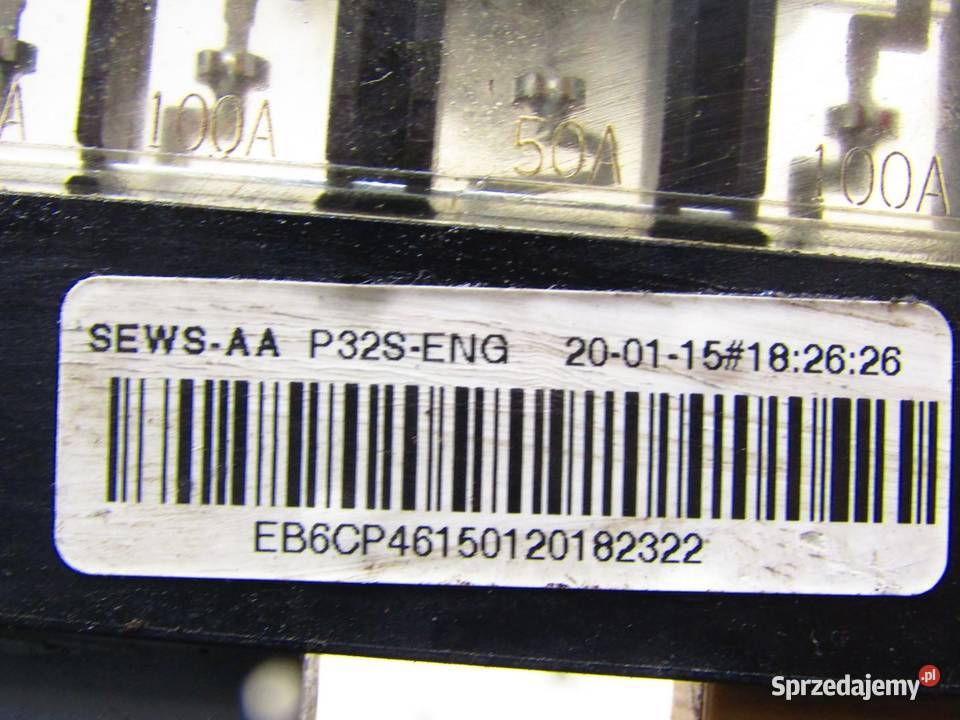 A
100A
50A
100A
SEWS-AA P32S-ENG 20-01-15#18:26:26
EB6CP46150120182322
Sprzedajemy.pl